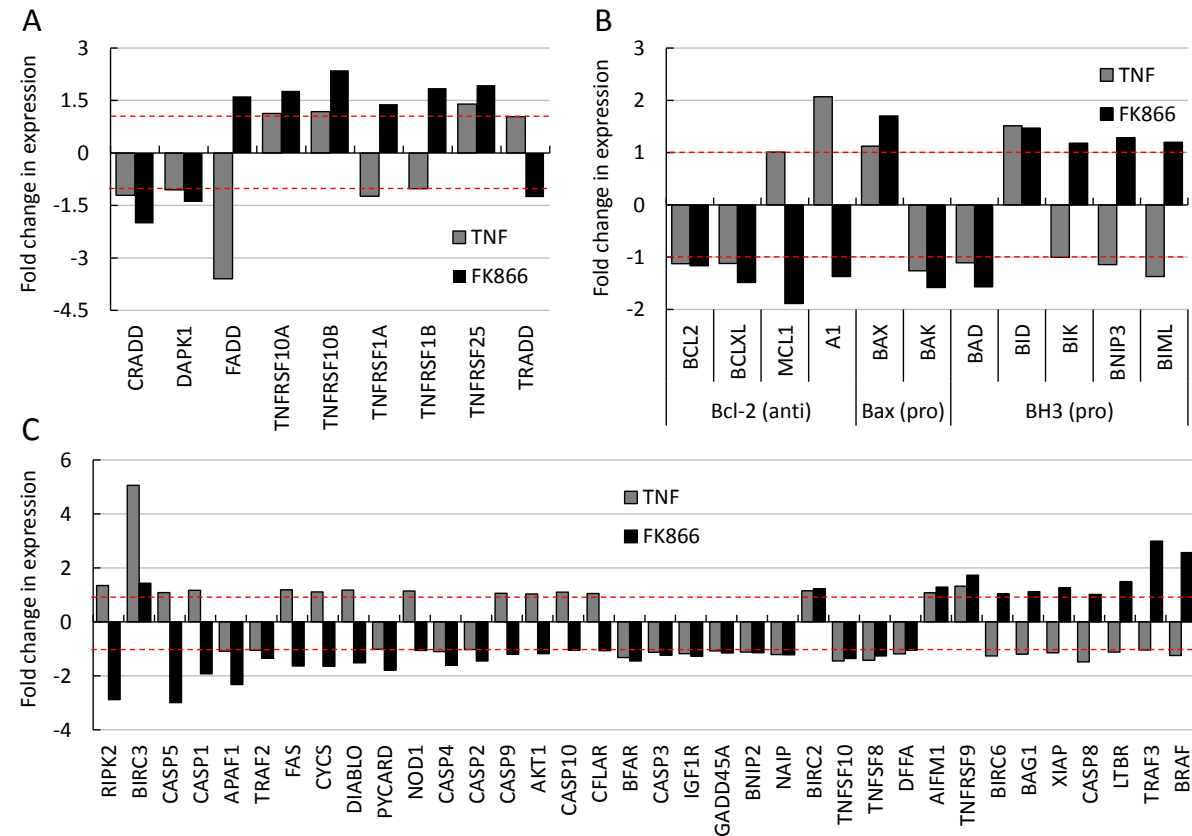 A
Fold change in expression
3
1.5
0
-1.5
-3
-4.5
TNF
FK866
CRADD
DAPK1
FADD
TNFRSF10A
TNFRSF10B
TNFRSF1A
TNFRSF1B
TNFRSF25
TRADD
B
Fold change in expression
3
2
1
0
-1
-2
TNF
FK866
BCL2
BCLXL
MCL1
A1
BAX
BAK
BAD
BID
BIK
BNIP3
BIML
Bcl-2 (anti)
Bax (pro)
BH3 (pro)
C
Fold change in expression
6
4
2
0
-2
-4
TNF
FK866
RIPK2
BIRC3
CASP5
CASP1
APAF1
TRAF2
FAS
CYCS
DIABLO
PYCARD
NOD1
CASP4
CASP2
CASP9
AKT1
CASP10
CFLAR
BFAR
CASP3
IGF1R
GADD45A
BNIP2
NAIP
BIRC2
TNFSF10
TNFSF8
DFFA
AIFM1
TNFRSF9
BIRC6
BAG1
XIAP
CASP8
LTBR
TRAF3
BRAF